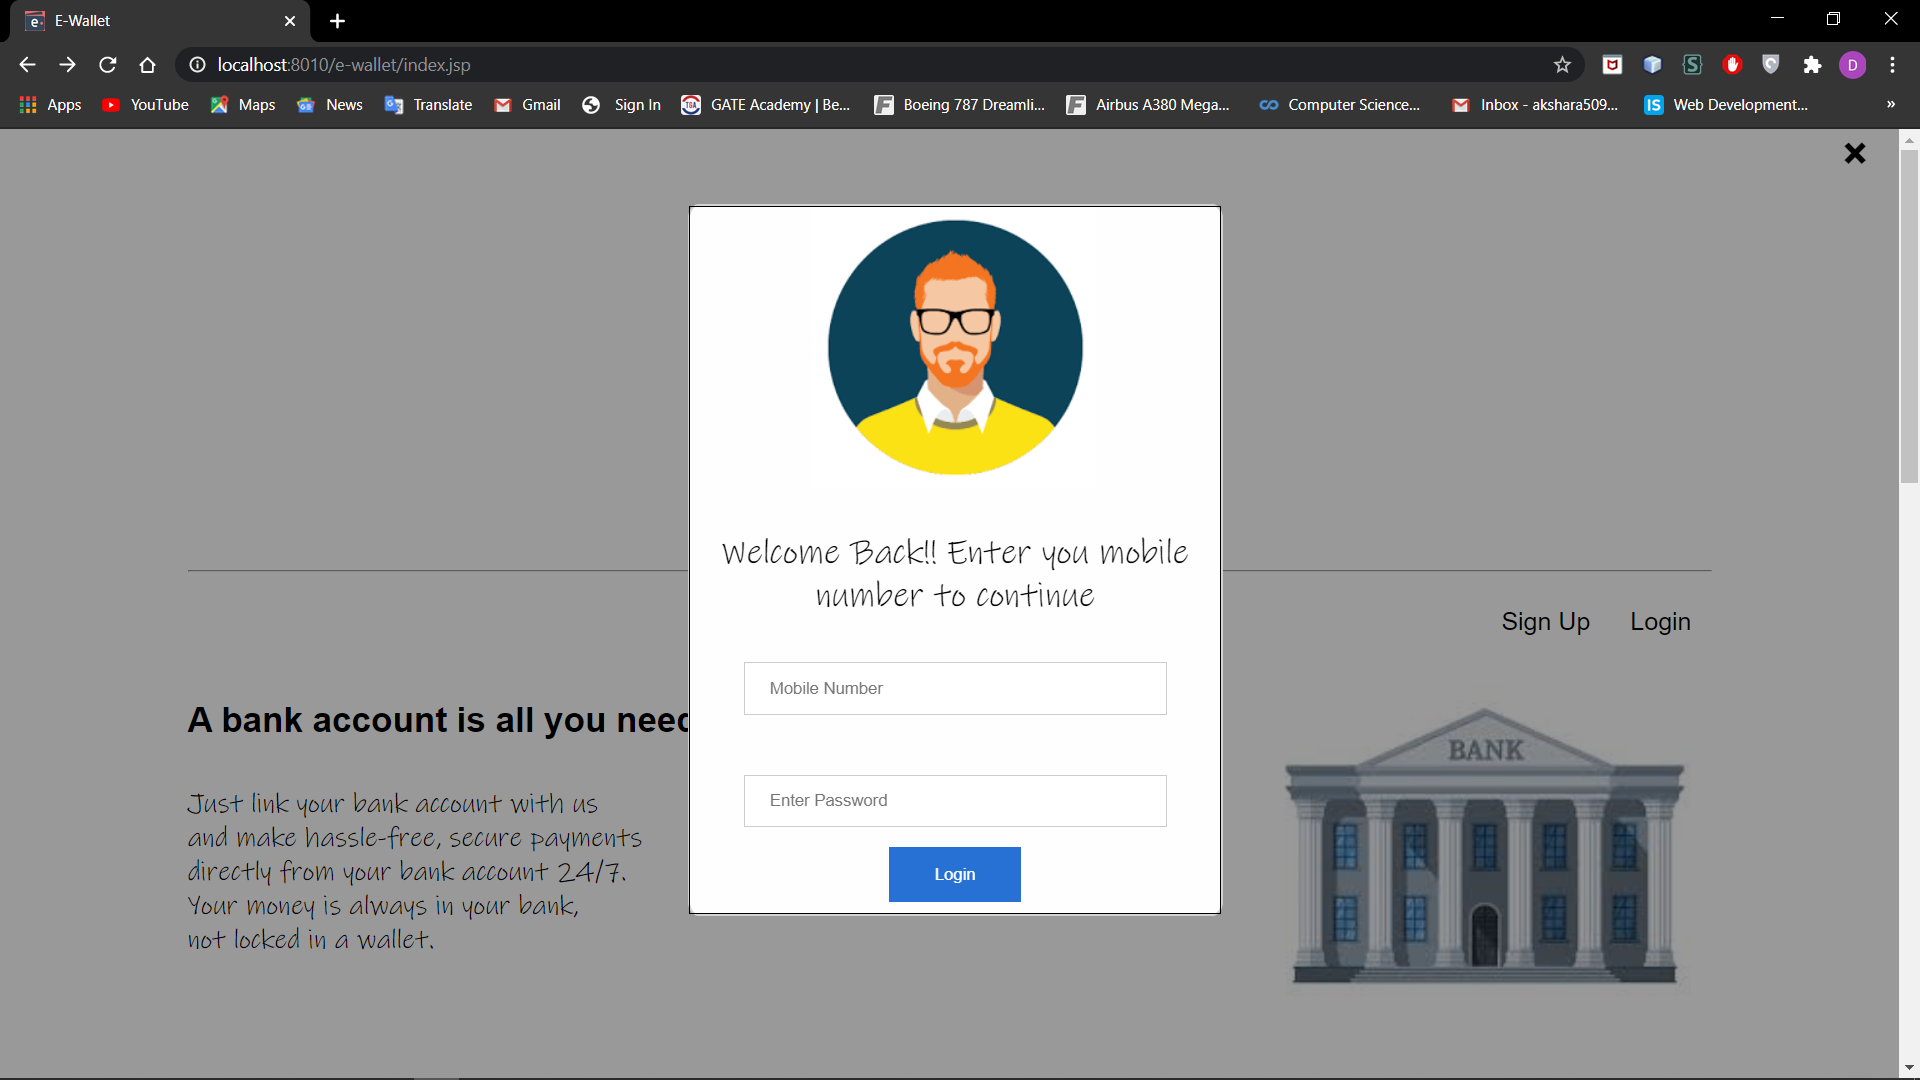 E-Wallet
localhost:8010/e-wallet/index.jsp
D
Apps YouTube Maps News Translate Gmail Sign In GATE Academy | Be... Boeing 787 Dreamli... Airbus A380 Mega... Computer Science... Inbox - akshara509... IS Web Development... »
Welcome Back!! Enter you mobile
number to continue
Mobile Number
Enter Password
Login
Sign Up Login
A bank account is all you need
Just link your bank account with us
and make hassle-free, secure payments
directly from your bank account 24/7.
Your money is always in your bank,
not locked in a wallet.
BANK